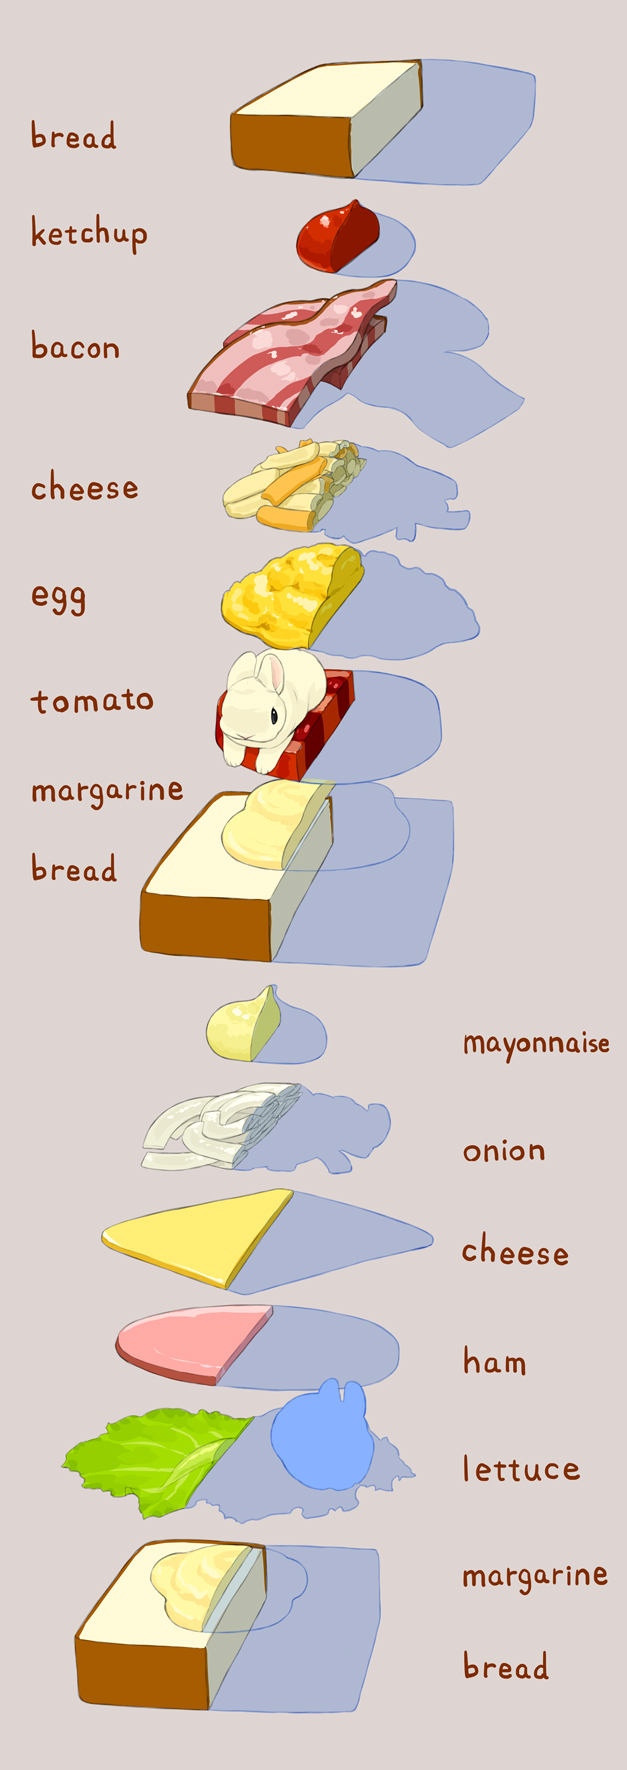 bread
ketchup
bacon
cheese
egg
tomato
margarine
bread
mayonnaise
onion
cheese
ham
lettuce
margarine
bread